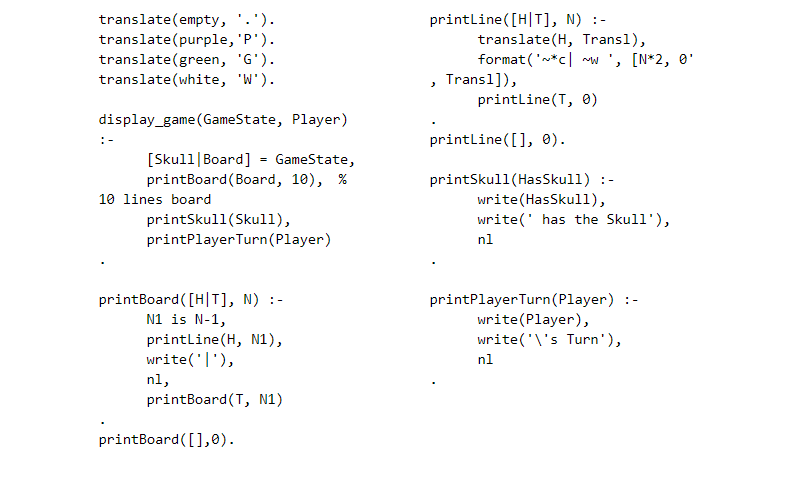 translate(empty, '.').
translate(purple,'P').
translate(green, 'G').
translate(white, 'W').
display_game(GameState, Player)
:-
[Skull|Board] = GameState,
printBoard(Board, 10),  %
10 lines board
printSkull(Skull),
printPlayerTurn(Player)
.
printBoard([H|T], N) :-
N1 is N-1,
printLine(H, N1),
write('|'),
nl,
printBoard(T, N1)
.
printBoard([],0).
printLine([H|T], N) :-
translate(H, Transl),
format('~*c| ~w ', [N*2, 0'
, Transl]),
printLine(T, 0)
.
printLine([], 0).
printSkull(HasSkull) :-
write(HasSkull),
write(' has the Skull'),
nl
.
printPlayerTurn(Player) :-
write(Player),
write('\'s Turn'),
nl
.